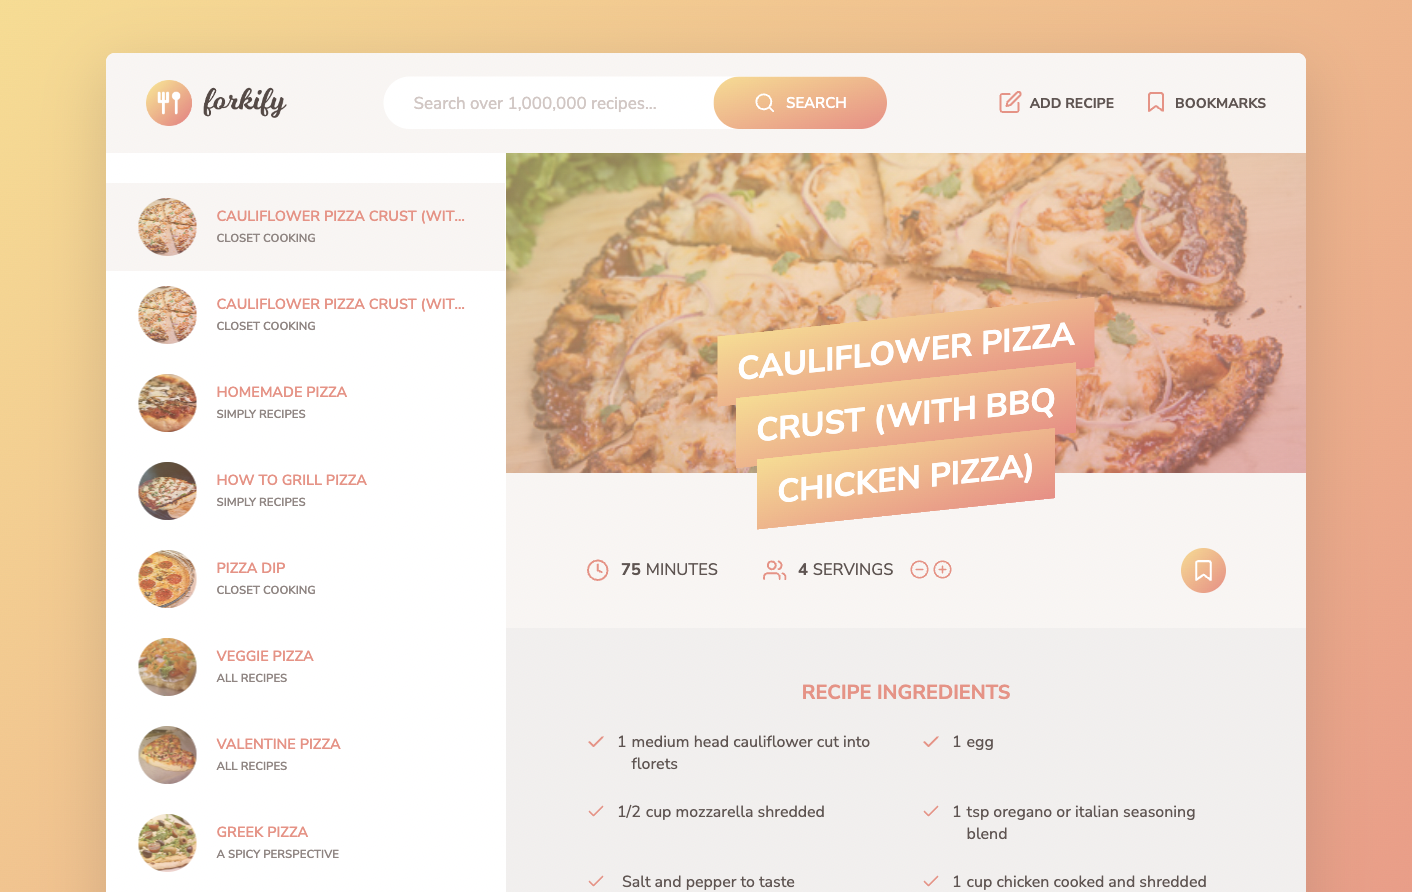 forkify
Search over 1,000,000 recipes...
SEARCH
ADD RECIPE
BOOKMARKS
CAULIFLOWER PIZZA CRUST (WIT...
CLOSET COOKING
CAULIFLOWER PIZZA CRUST (WIT...
CLOSET COOKING
HOMEMADE PIZZA
SIMPLY RECIPES
HOW TO GRILL PIZZA
SIMPLY RECIPES
PIZZA DIP
CLOSET COOKING
VEGGIE PIZZA
ALL RECIPES
VALENTINE PIZZA
ALL RECIPES
GREEK PIZZA
A SPICY PERSPECTIVE
CAULIFLOWER PIZZA
CRUST (WITH BBQ
CHICKEN PIZZA)
75 MINUTES
4 SERVINGS
RECIPE INGREDIENTS
1 medium head cauliflower cut into
florets
1 egg
1/2 cup mozzarella shredded
1 tsp oregano or italian seasoning
blend
Salt and pepper to taste
1 cup chicken cooked and shredded